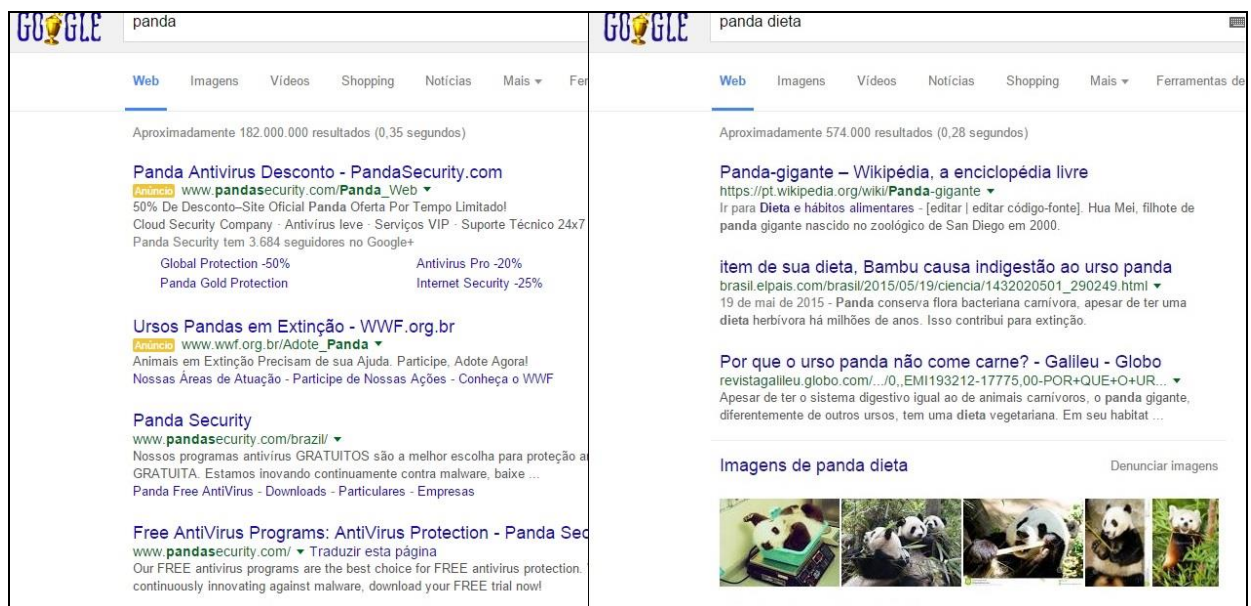 GOOGLE
panda
Web Imagens Vídeos Shopping Notícias Mais
Aproximadamente 182.000.000 resultados (0,35 segundos)
Panda Antivirus Desconto - PandaSecurity.com
Anúncio www.pandasecurity.com/Panda_Web
50% De Desconto–Site Oficial Panda Oferta Por Tempo Limitado!
Cloud Security Company · Antivírus leve · Serviços VIP · Suporte Técnico 24x7
Panda Security tem 3.684 seguidores no Google+
Global Protection -50% Antivirus Pro -20%
Panda Gold Protection Internet Security -25%
Ursos Pandas em Extinção - WWF.org.br
Anúncio www.wwf.org.br/Adote_Panda
Animais em Extinção Precisam de sua Ajuda. Participe, Adote Agora!
Nossas Áreas de Atuação - Participe de Nossas Ações - Conheça o WWF
Panda Security
www.pandasecurity.com/brazil/
Nossos programas antivírus GRATUITOS são a melhor escolha para proteção
GRATUITA. Estamos inovando continuamente contra malware, baixe ...
Panda Free AntiVirus - Downloads - Particulares - Empresas
Free AntiVirus Programs: AntiVirus Protection - Panda Sec
www.pandasecurity.com/ Traduzir esta página
Our FREE antivirus programs are the best choice for FREE antivirus protection.
continuously innovating against malware, download your FREE trial now!
GOOGLE
panda dieta
Web Imagens Vídeos Notícias Shopping Mais Ferramentas de
Aproximadamente 574.000 resultados (0,28 segundos)
Panda-gigante – Wikipédia, a enciclopédia livre
https://pt.wikipedia.org/wiki/Panda-gigante
Ir para Dieta e hábitos alimentares - [editar | editar código-fonte]. Hua Mei, filhote de
panda gigante nascido no zoológico de San Diego em 2000.
item de sua dieta, Bambu causa indigestão ao urso panda
brasil.elpais.com/brasil/2015/05/19/ciencia/1432020501_290249.html
19 de mai de 2015 - Panda conserva flora bacteriana carnívora, apesar de ter uma
dieta herbívora há milhões de anos. Isso contribui para extinção.
Por que o urso panda não come carne? - Galileu - Globo
revistagalileu.globo.com/.../0,,EMI193212-17775,00-POR+QUE+O+UR...
Apesar de ter o sistema digestivo igual ao de animais carnívoros, o panda gigante,
diferentemente de outros ursos, tem uma dieta vegetariana. Em seu habitat ...
Imagens de panda dieta Denunciar imagens